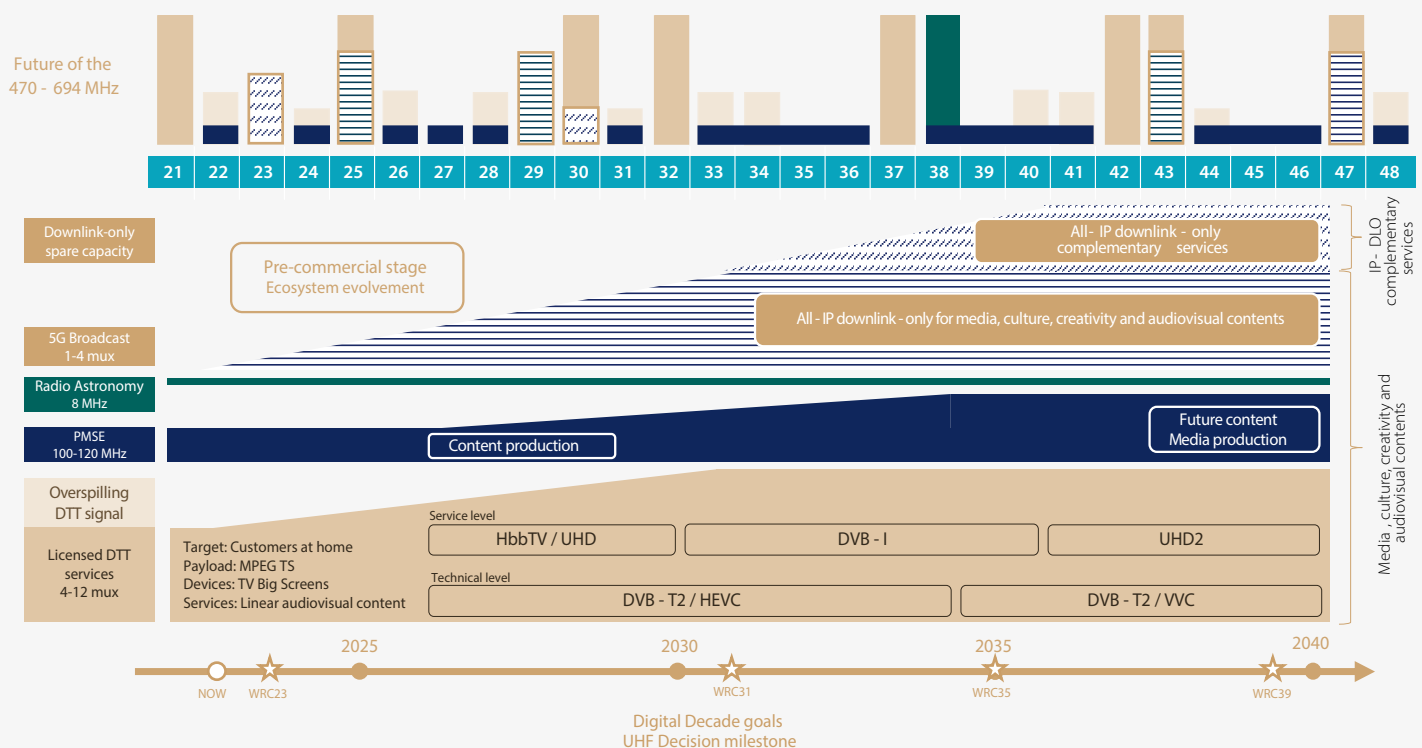 Future of the
470 - 694 MHz
21 22 23 24 25 26 27 28 29 30 31 32 33 34 35 36 37 38 39 40 41 42 43 44 45 46 47 48
Downlink-only
spare capacity
Pre-commercial stage
Ecosystem evolvement
All- IP downlink - only
complementary services
IP - DLO
complementary
services
All - IP downlink - only for media, culture, creativity and audiovisual contents
5G Broadcast
1-4 mux
Radio Astronomy
8 MHz
PMSE
100-120 MHz
Content production
Future content
Media production
Media , culture, creativity and
audiovisual contents
Overspilling
DTT signal
Licensed DTT
services
4-12 mux
Target: Customers at home
Payload: MPEG TS
Devices: TV Big Screens
Services: Linear audiovisual content
Service level
HbbTV / UHD
DVB - I
UHD2
Technical level
DVB - T2 / HEVC
DVB - T2 / VVC
2025
2030
2035
2040
NOW
WRC23
WRC31
WRC35
WRC39
Digital Decade goals
UHF Decision milestone